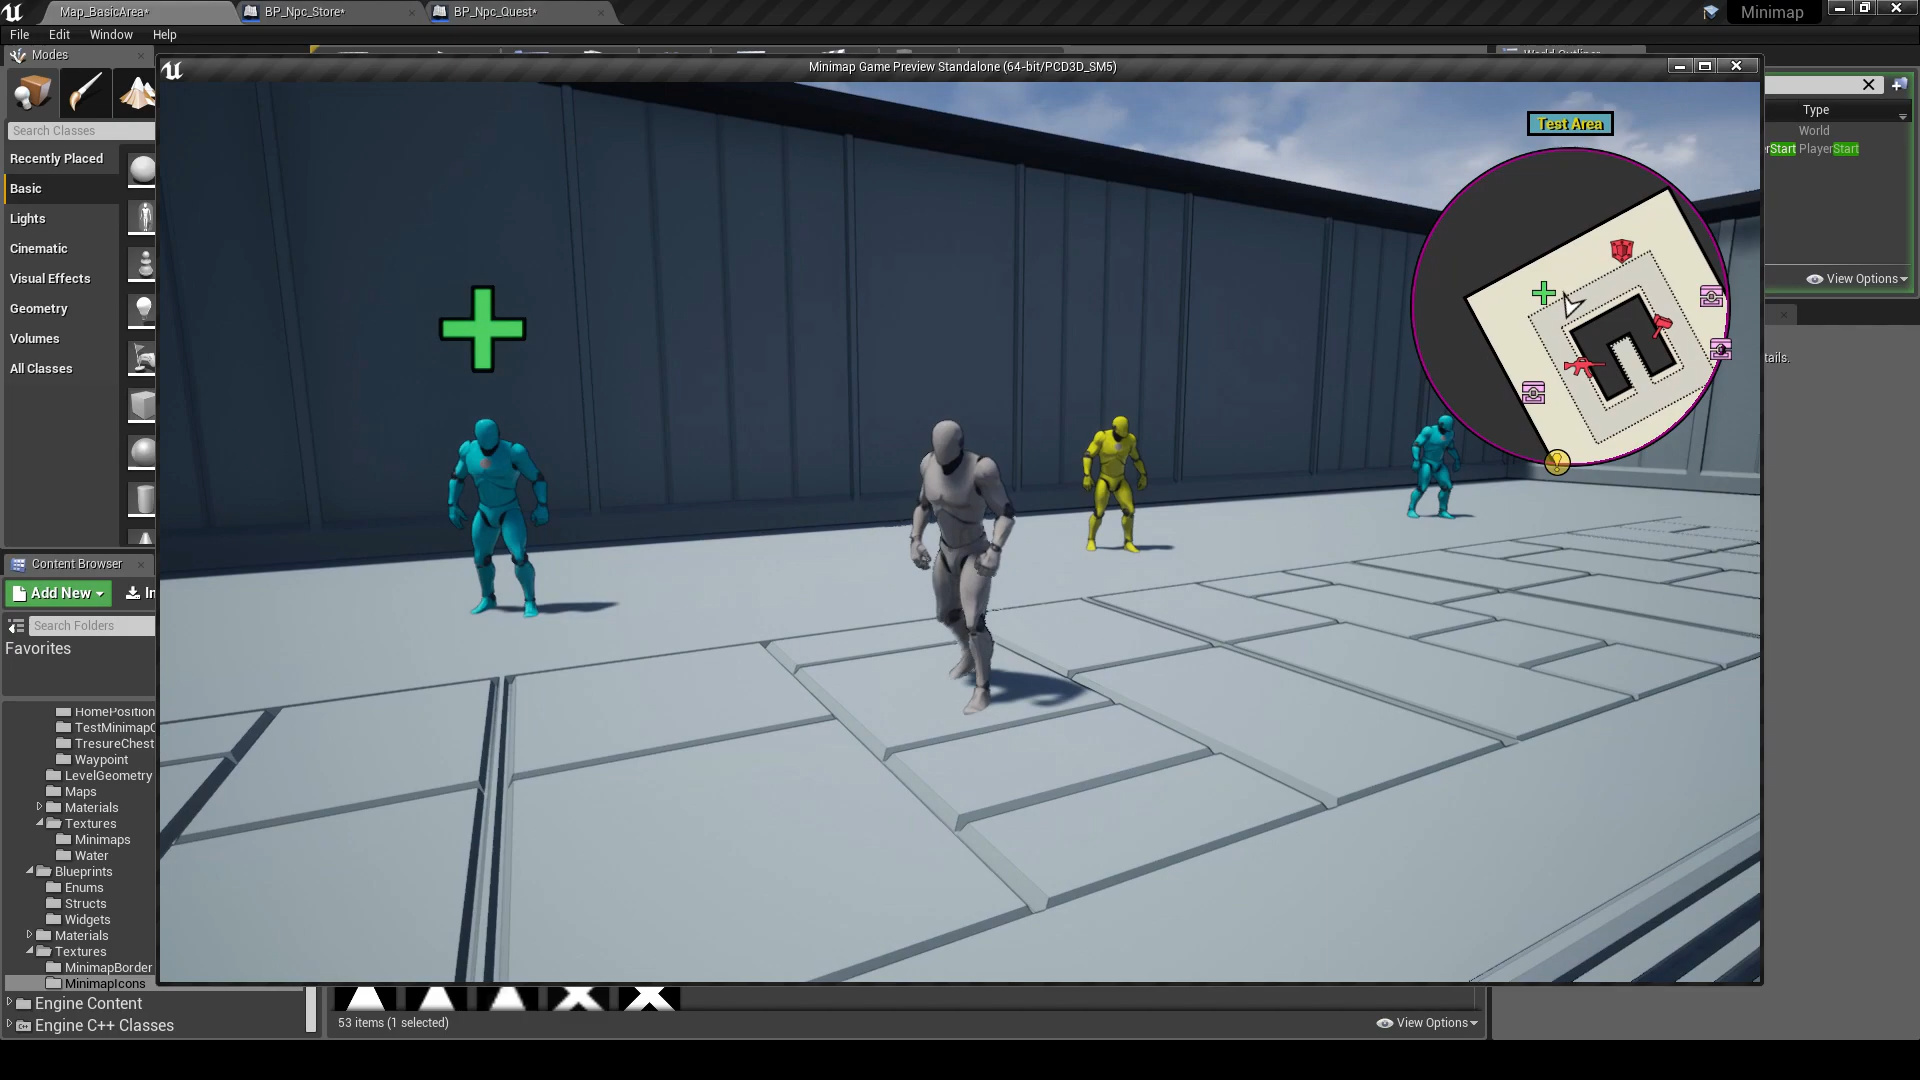 Map_BasicArea*
BP_Npc_Store*
BP_Npc_Quest*
Minimap
File Edit Window Help
Modes
Minimap Game Preview Standalone (64-bit/PCD3D_SM5)
Search Classes
Recently Placed
Basic
Lights
Cinematic
Visual Effects
Geometry
Volumes
All Classes
Test Area
Type
World
rStart PlayerStart
View Options
tails.
Content Browser
Add New
Search Folders
Favorites
HomePosition
TestMinimap
TresureChest
Waypoint
LevelGeometry
Maps
Materials
Textures
Minimaps
Water
Blueprints
Enums
Structs
Widgets
Materials
Textures
MinimapBorder
MinimapIcons
Engine Content
Engine C++ Classes
53 items (1 selected)
View Options